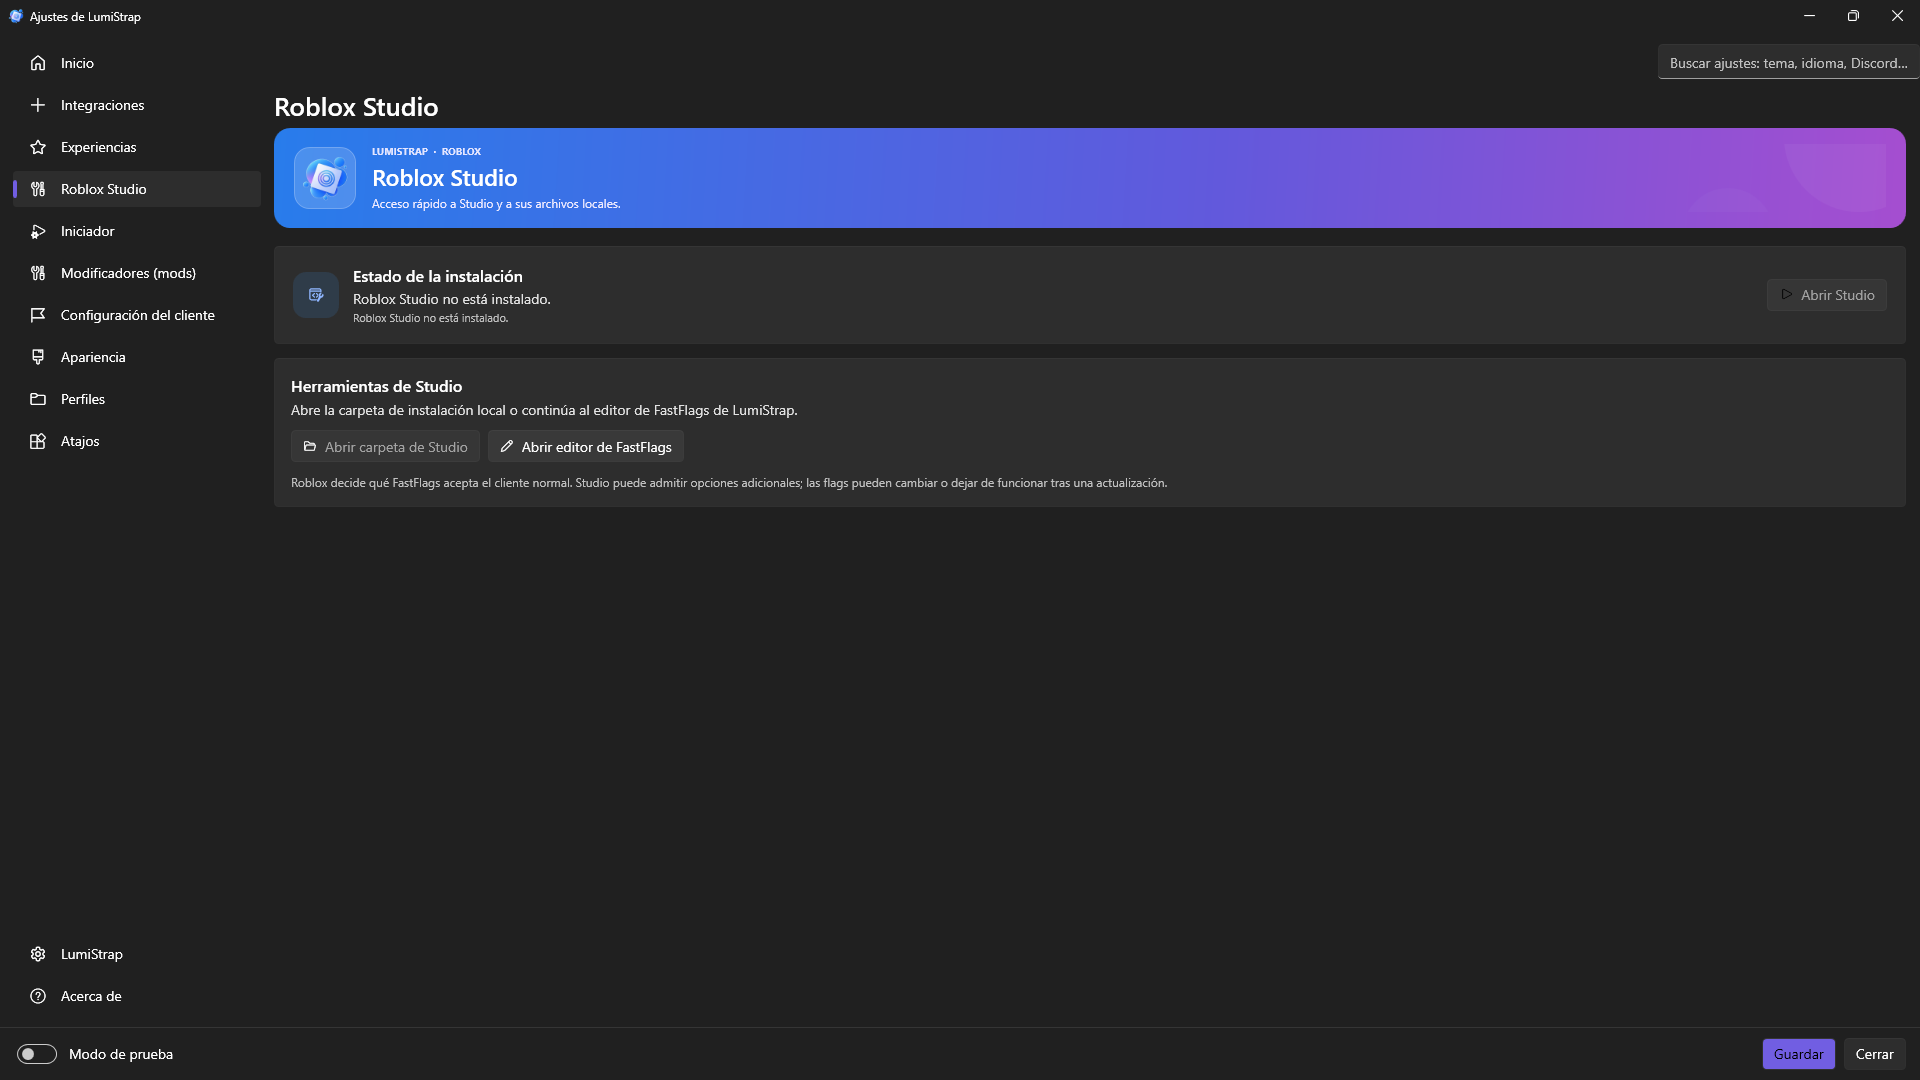 Ajustes de LumiStrap
Inicio
Integraciones
Experiencias
Roblox Studio
Iniciador
Modificadores (mods)
Configuración del cliente
Apariencia
Perfiles
Atajos
LumiStrap
Acerca de
Modo de prueba
Buscar ajustes: tema, idioma, Discord...
Roblox Studio
LUMISTRAP · ROBLOX
Roblox Studio
Acceso rápido a Studio y a sus archivos locales.
Estado de la instalación
Roblox Studio no está instalado.
Roblox Studio no está instalado.
Abrir Studio
Herramientas de Studio
Abre la carpeta de instalación local o continúa al editor de FastFlags de LumiStrap.
Abrir carpeta de Studio
Abrir editor de FastFlags
Roblox decide qué FastFlags acepta el cliente normal. Studio puede admitir opciones adicionales; las flags pueden cambiar o dejar de funcionar tras una actualización.
Guardar
Cerrar